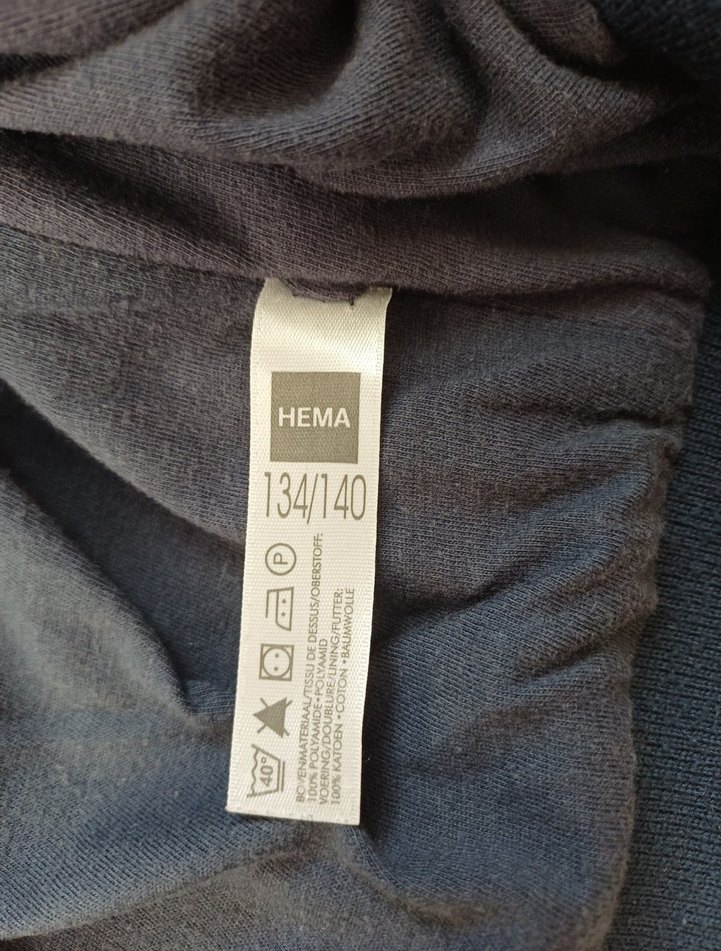 HEMA
134/140
P
40°
BOVENMATERIAAL/TISSU DE DESSUS/OBERSTOFF:
100% POLYAMIDE•POLYAMID
VOERING/DOUBLURE/LINING/FUTTER:
100% KATOEN•COTON•BAUMWOLLE